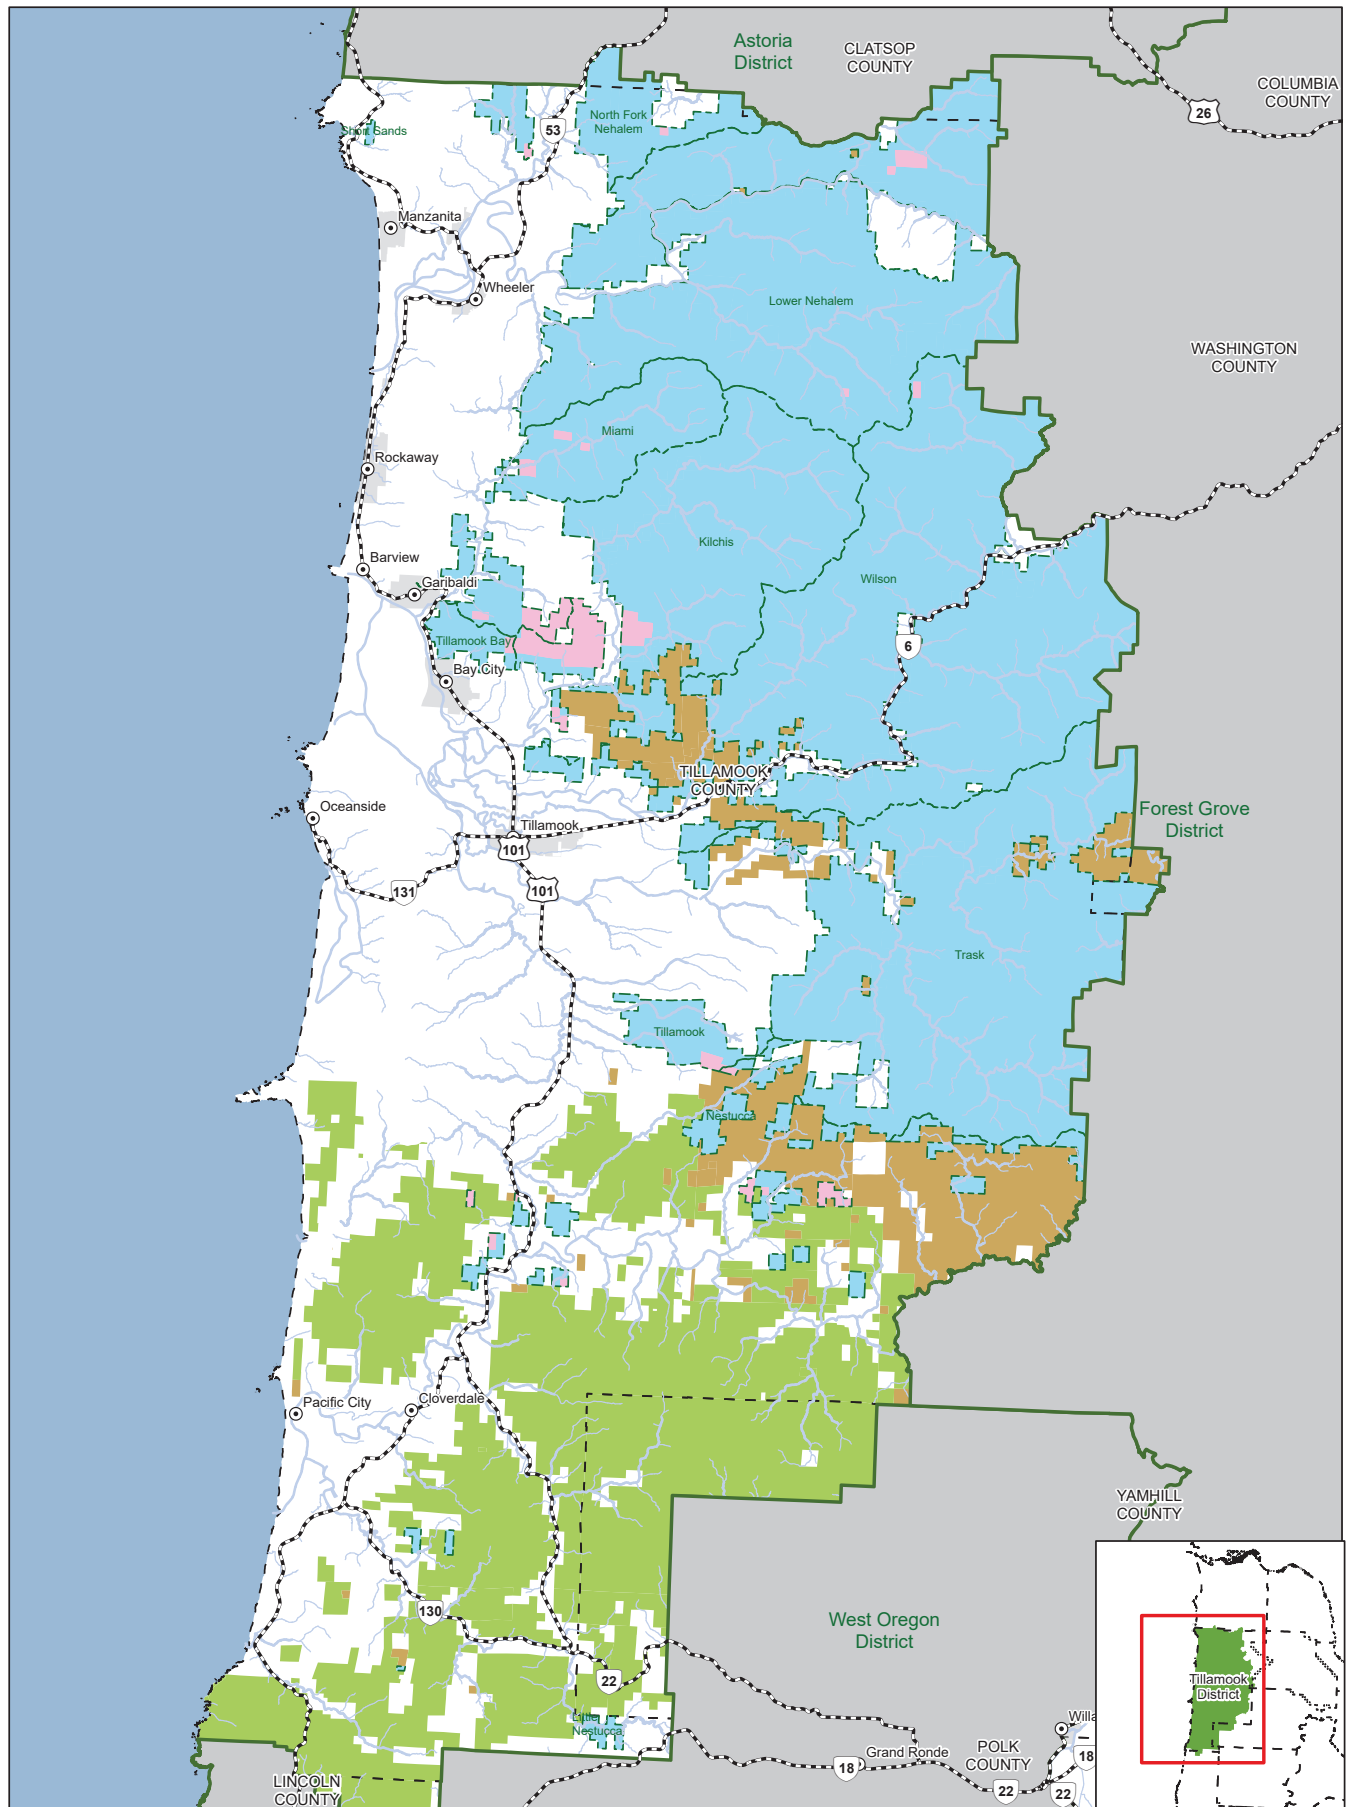 Astoria
District
CLATSOP
COUNTY
COLUMBIA
COUNTY
26
North Fork
Nehalem
53
Short Sands
Manzanita
Wheeler
Lower Nehalem
WASHINGTON
COUNTY
Miami
Rockaway
Kilchis
Barview
Wilson
Garibaldi
Tillamook Bay
6
Bay City
TILLAMOOK
COUNTY
Oceanside
Forest Grove
District
Tillamook
101
131
101
Trask
Tillamook
Nestucca
Pacific City
Cloverdale
YAMHILL
COUNTY
130
West Oregon
District
22
Tillamook
District
Little
Nestucca
Willa
Grand Ronde
POLK
COUNTY
18
18
22
22
LINCOLN
COUNTY